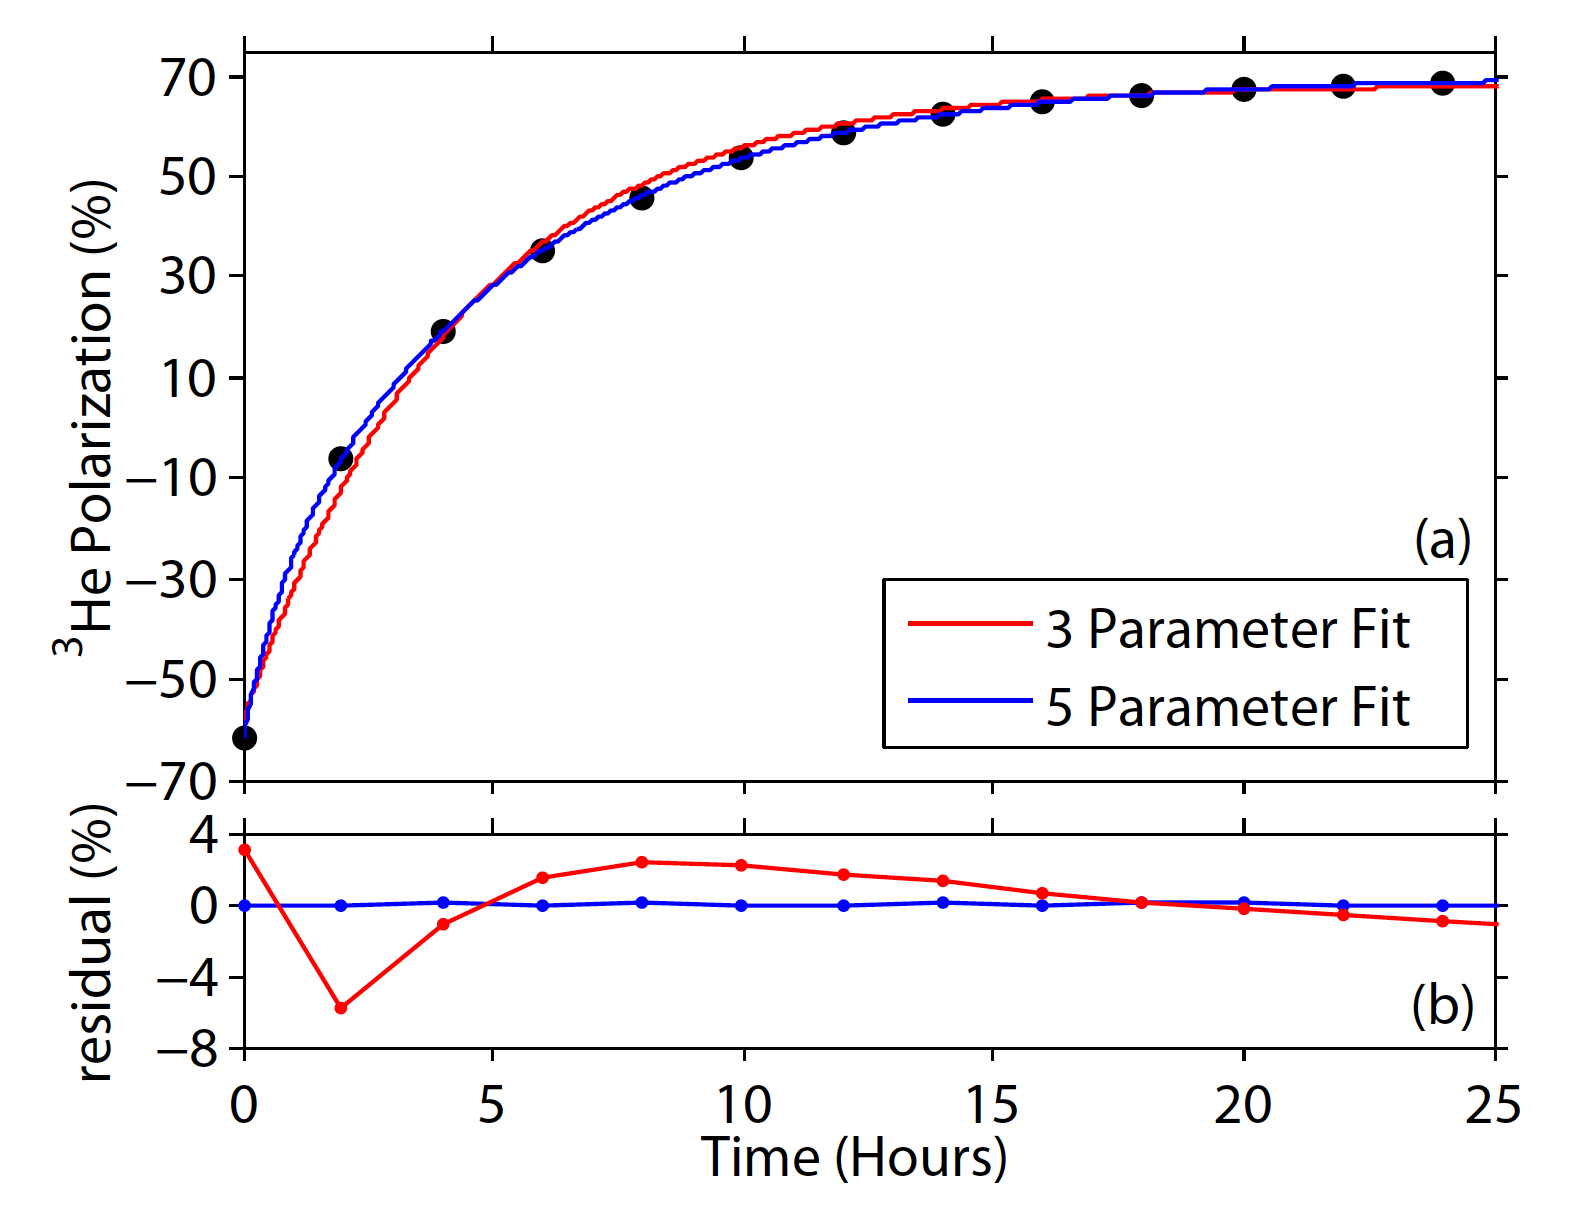 70
50
30
10
−10
−30
−50
−70
³He Polarization (%)
(a)
3 Parameter Fit
5 Parameter Fit
4
0
−4
−8
residual (%)
(b)
0 5 10 15 20 25
Time (Hours)